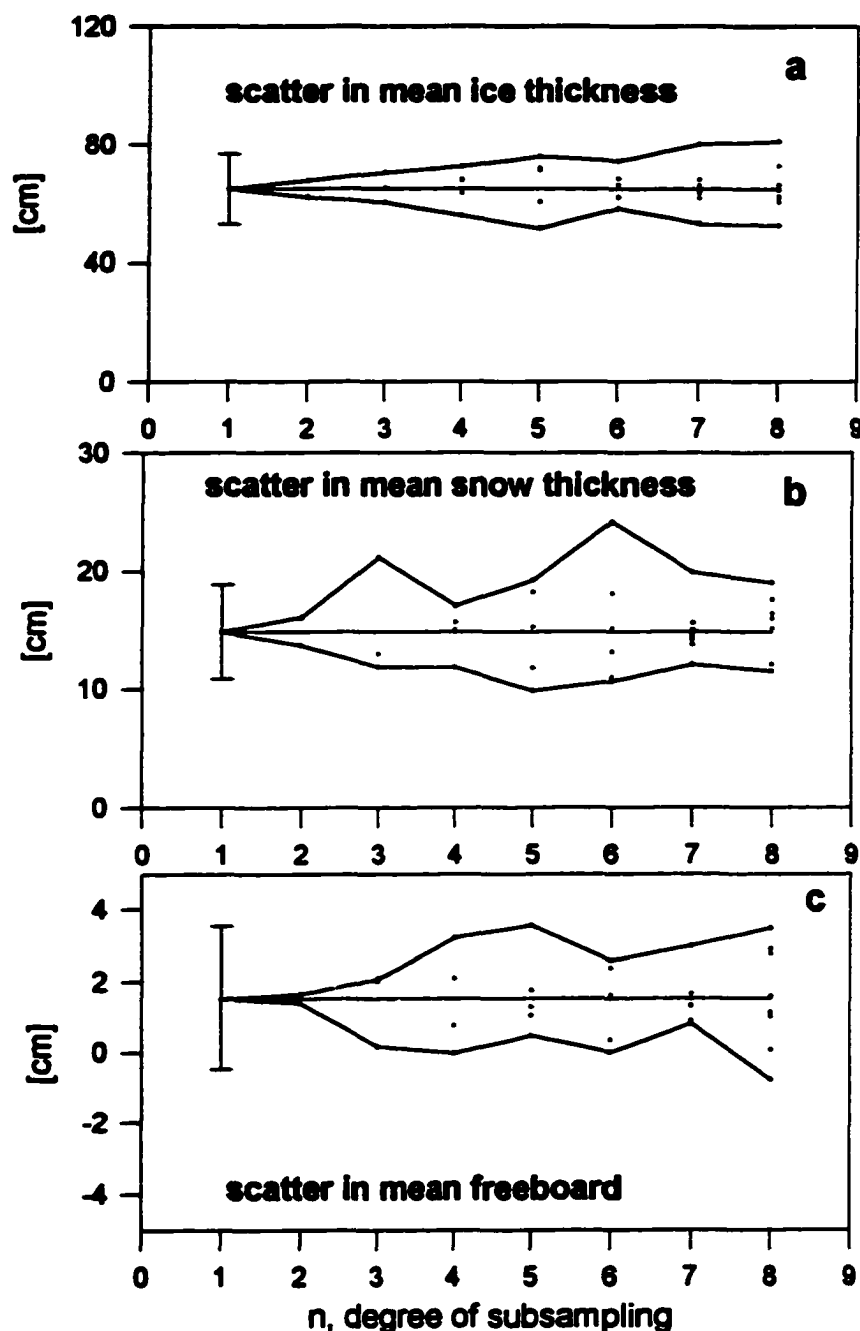 120
80
40
0
[cm]
a
scatter in mean ice thickness
0 1 2 3 4 5 6 7 8 9
30
20
10
0
[cm]
scatter in mean snow thickness
b
0 1 2 3 4 5 6 7 8 9
4
2
0
-2
-4
[cm]
c
scatter in mean freeboard
0 1 2 3 4 5 6 7 8 9
n, degree of subsampling